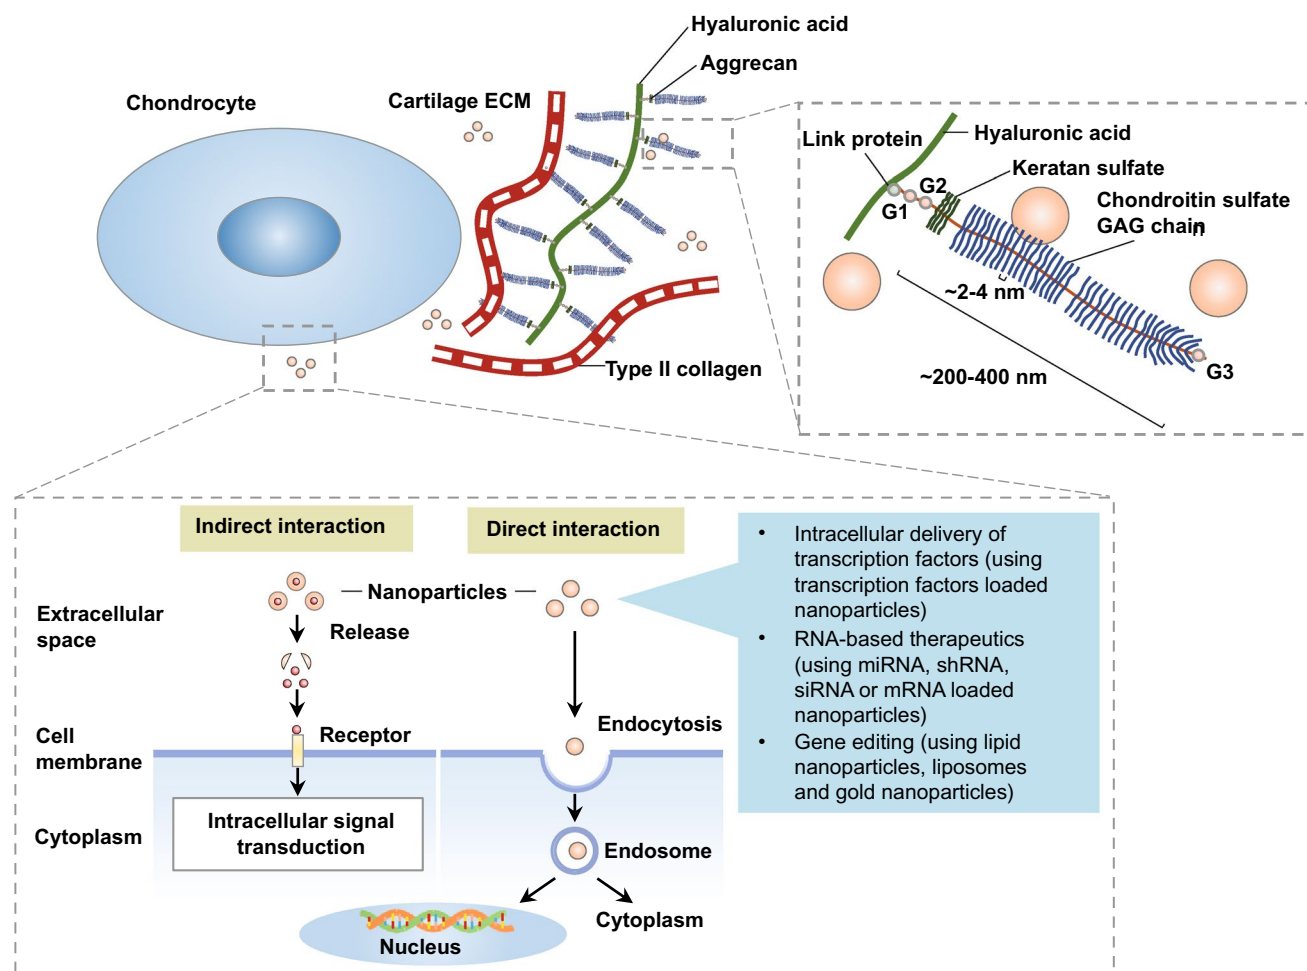 Hyaluronic acid
Aggrecan
Chondrocyte
Cartilage ECM
Type II collagen
Link protein
Hyaluronic acid
Keratan sulfate
G2
G1
Chondroitin sulfate
GAG chain
~2-4 nm
~200-400 nm
G3
Indirect interaction
Direct interaction
Nanoparticles
Extracellular
space
Release
Cell
membrane
Receptor
Endocytosis
Cytoplasm
Intracellular signal
transduction
Endosome
Cytoplasm
Nucleus
• Intracellular delivery of
transcription factors (using
transcription factors loaded
nanoparticles)
• RNA-based therapeutics
(using miRNA, shRNA,
siRNA or mRNA loaded
nanoparticles)
• Gene editing (using lipid
nanoparticles, liposomes
and gold nanoparticles)